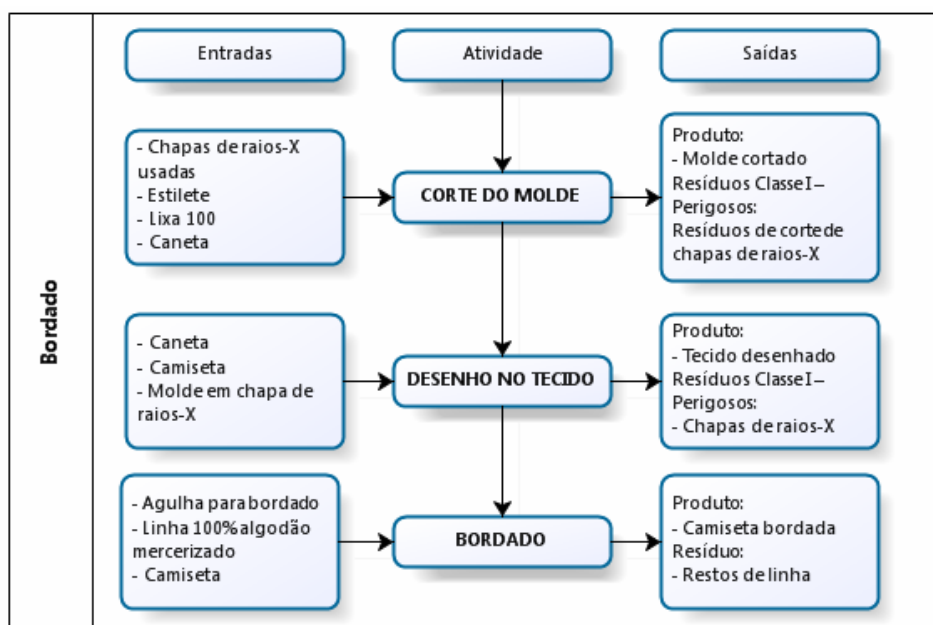 Bordado
Entradas
Atividade
Saídas
- Chapas de raios-X
usadas
- Estilete
- Lixa 100
- Caneta
CORTE DO MOLDE
Produto:
- Molde cortado
Resíduos Classe I –
Perigosos:
Resíduos de corte de
chapas de raios-X
- Caneta
- Camiseta
- Molde em chapa de
raios-X
DESENHO NO TECIDO
Produto:
- Tecido desenhado
Resíduos Classe I –
Perigosos:
- Chapas de raios-X
- Agulha para bordado
- Linha 100% algodão
mercerizado
- Camiseta
BORDADO
Produto:
- Camiseta bordada
Resíduo:
- Restos de linha